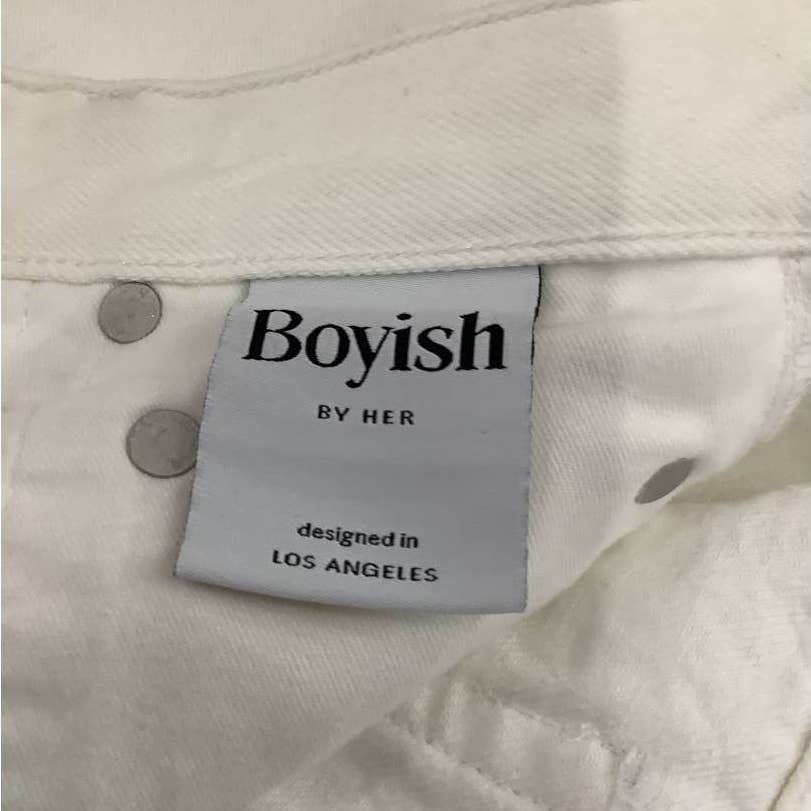 Boyish
BY HER
designed in
LOS ANGELES